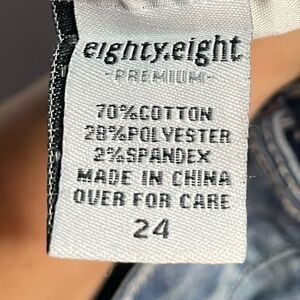 eighty.eight
-PREMIUM-
70%COTTON
28%POLYESTER
2%SPANDEX
MADE IN CHINA
OVER FOR CARE
24